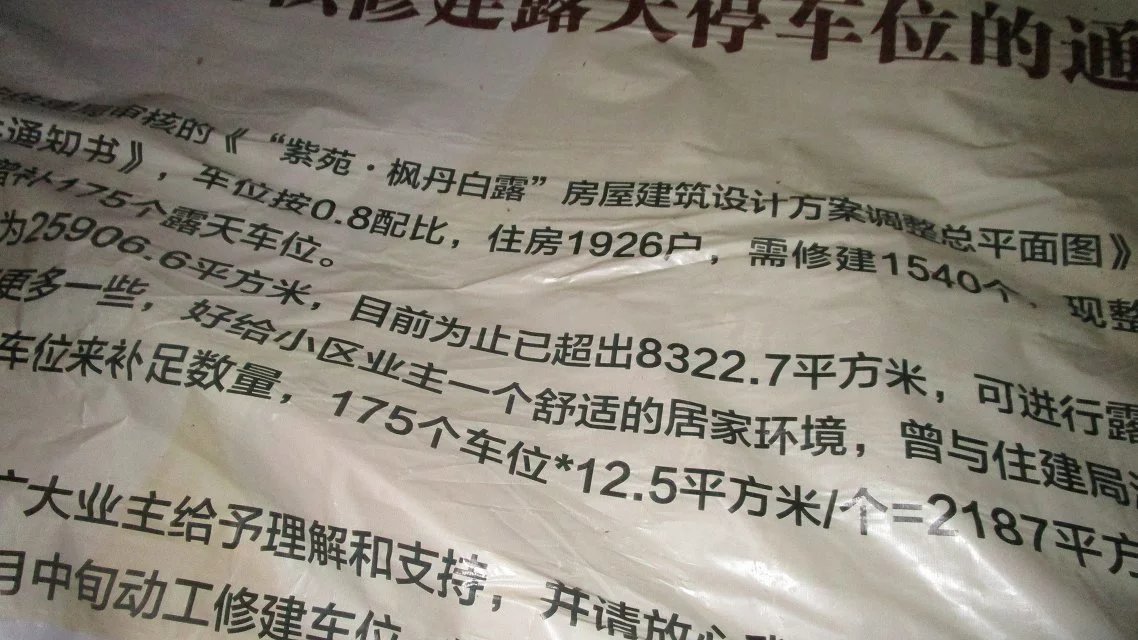 修建露天停车位的通
审核的《“紫苑·枫丹白露”房屋建筑设计方案调整总平面图》
通知书》，车位按0.8配比，住房1926户，需修建1540个，现整
175个露天车位。
为25906.6平方米，目前为止已超出8322.7平方米，可进行露
更多一些，好给小区业主一个舒适的居家环境，曾与住建局
车位来补足数量，175个车位*12.5平方米/个=2187平方
广大业主给予理解和支持，并请放心
月中旬动工修建车位